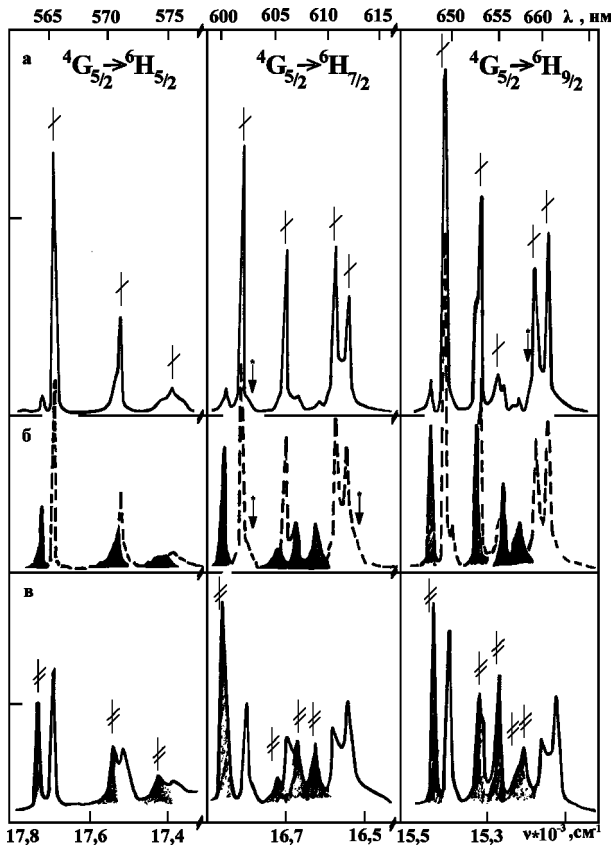 565 570 575 600 605 610 615 650 655 660 λ , нм
а ⁴G₅/₂→⁶H₅/₂ ⁴G₅/₂→⁶H₇/₂ ⁴G₅/₂→⁶H₉/₂
б
в
17,8 17,6 17,4 16,7 16,5 15,5 15,3 ν*10⁻³,см⁻¹